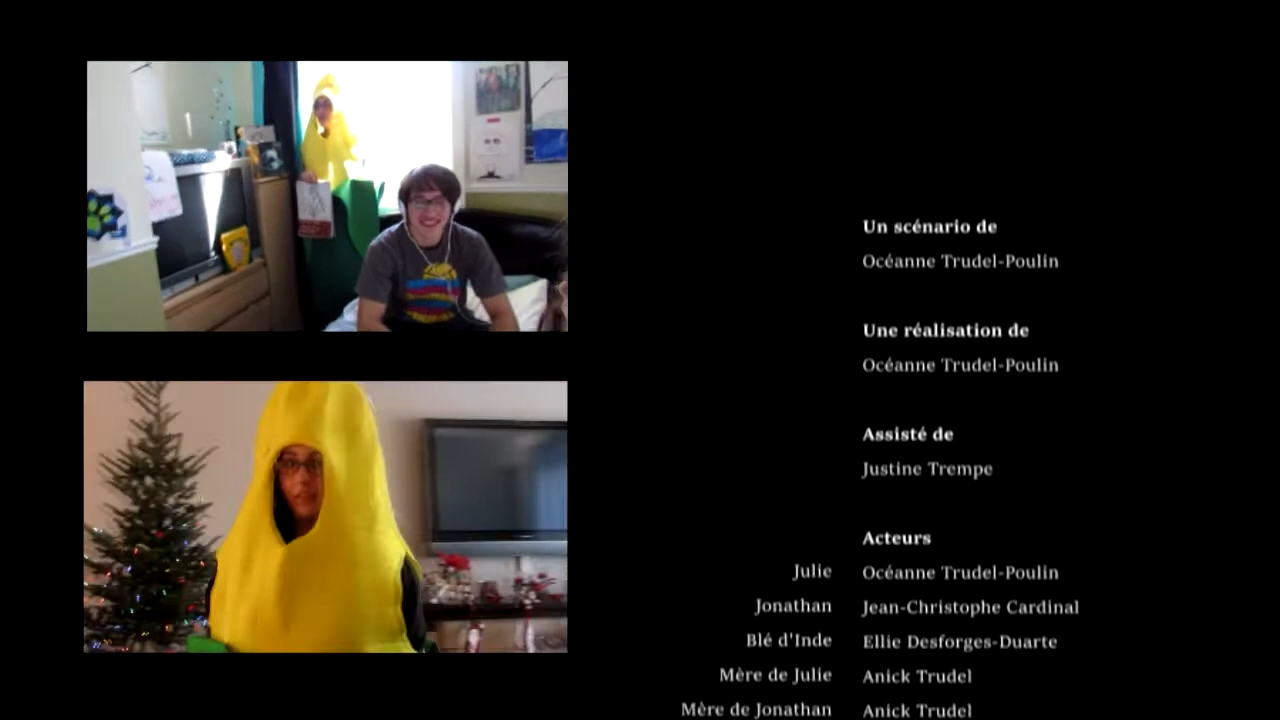 Un scénario de
Océanne Trudel-Poulin
Une réalisation de
Océanne Trudel-Poulin
Assisté de
Justine Trempe
Acteurs
Julie Océanne Trudel-Poulin
Jonathan Jean-Christophe Cardinal
Blé d'Inde Ellie Desforges-Duarte
Mère de Julie Anick Trudel
Mère de Jonathan Anick Trudel